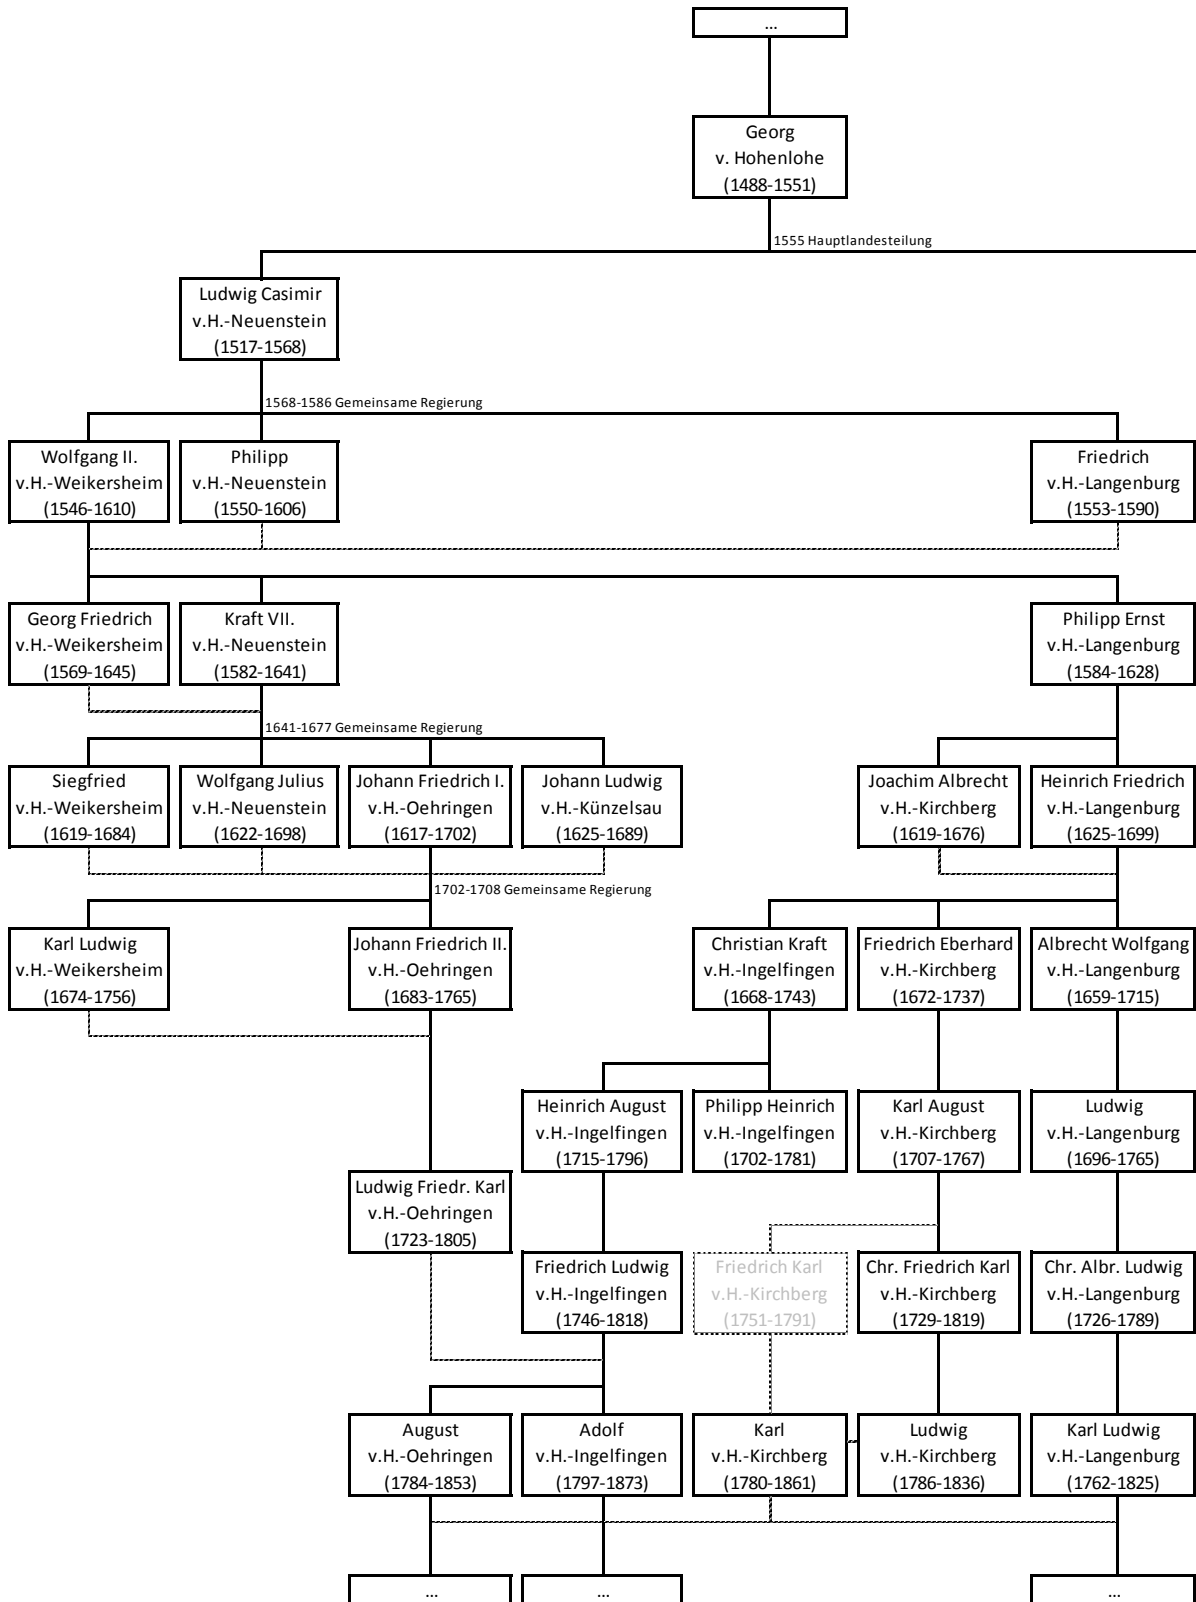 ...
Georg
v. Hohenlohe
(1488-1551)
1555 Hauptlandesteilung
Ludwig Casimir
v.H.-Neuenstein
(1517-1568)
1568-1586 Gemeinsame Regierung
Wolfgang II.
v.H.-Weikersheim
(1546-1610)
Philipp
v.H.-Neuenstein
(1550-1606)
Friedrich
v.H.-Langenburg
(1553-1590)
Georg Friedrich
v.H.-Weikersheim
(1569-1645)
Kraft VII.
v.H.-Neuenstein
(1582-1641)
Philipp Ernst
v.H.-Langenburg
(1584-1628)
1641-1677 Gemeinsame Regierung
Siegfried
v.H.-Weikersheim
(1619-1684)
Wolfgang Julius
v.H.-Neuenstein
(1622-1698)
Johann Friedrich I.
v.H.-Oehringen
(1617-1702)
Johann Ludwig
v.H.-Künzelsau
(1625-1689)
Joachim Albrecht
v.H.-Kirchberg
(1619-1676)
Heinrich Friedrich
v.H.-Langenburg
(1625-1699)
1702-1708 Gemeinsame Regierung
Karl Ludwig
v.H.-Weikersheim
(1674-1756)
Johann Friedrich II.
v.H.-Oehringen
(1683-1765)
Christian Kraft
v.H.-Ingelfingen
(1668-1743)
Friedrich Eberhard
v.H.-Kirchberg
(1672-1737)
Albrecht Wolfgang
v.H.-Langenburg
(1659-1715)
Heinrich August
v.H.-Ingelfingen
(1715-1796)
Philipp Heinrich
v.H.-Ingelfingen
(1702-1781)
Karl August
v.H.-Kirchberg
(1707-1767)
Ludwig
v.H.-Langenburg
(1696-1765)
Ludwig Friedr. Karl
v.H.-Oehringen
(1723-1805)
Friedrich Ludwig
v.H.-Ingelfingen
(1746-1818)
Friedrich Karl
v.H.-Kirchberg
(1751-1791)
Chr. Friedrich Karl
v.H.-Kirchberg
(1729-1819)
Chr. Albr. Ludwig
v.H.-Langenburg
(1726-1789)
August
v.H.-Oehringen
(1784-1853)
Adolf
v.H.-Ingelfingen
(1797-1873)
Karl
v.H.-Kirchberg
(1780-1861)
Ludwig
v.H.-Kirchberg
(1786-1836)
Karl Ludwig
v.H.-Langenburg
(1762-1825)
...
...
...